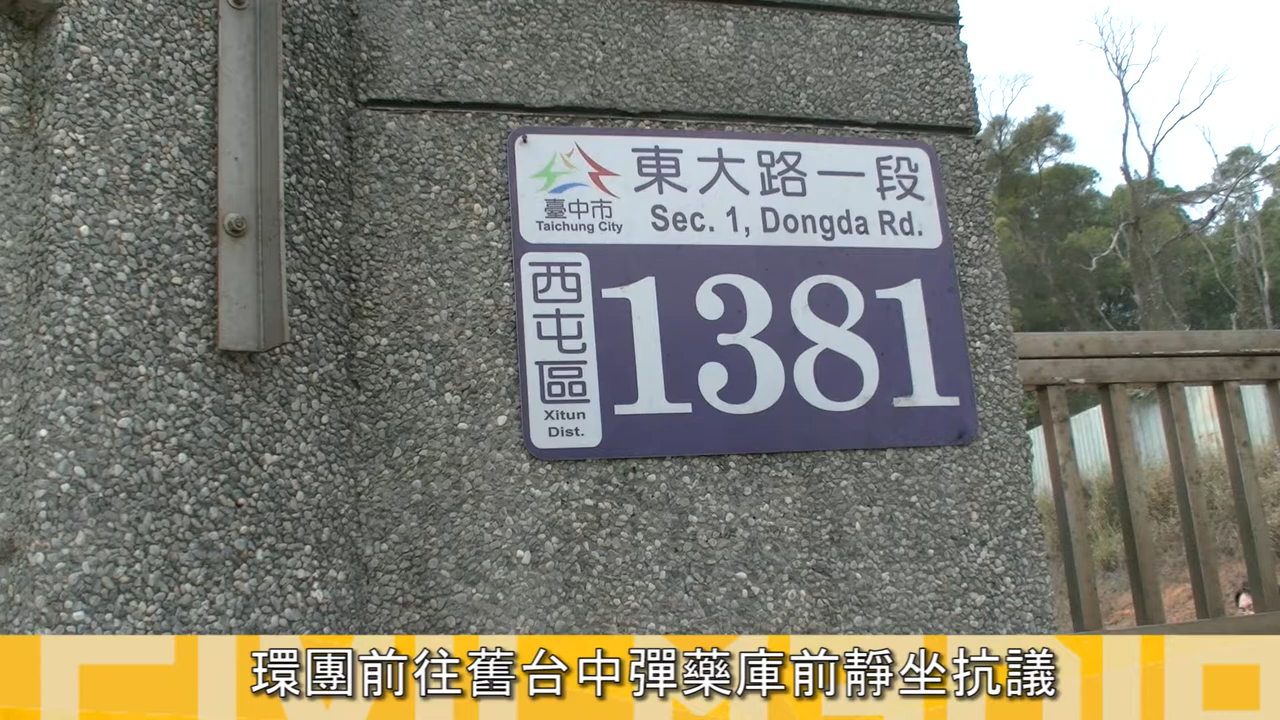 臺中市
Taichung City
東大路一段
Sec. 1, Dongda Rd.
西屯區
Xitun
Dist.
1381
環團前往舊台中彈藥庫前靜坐抗議